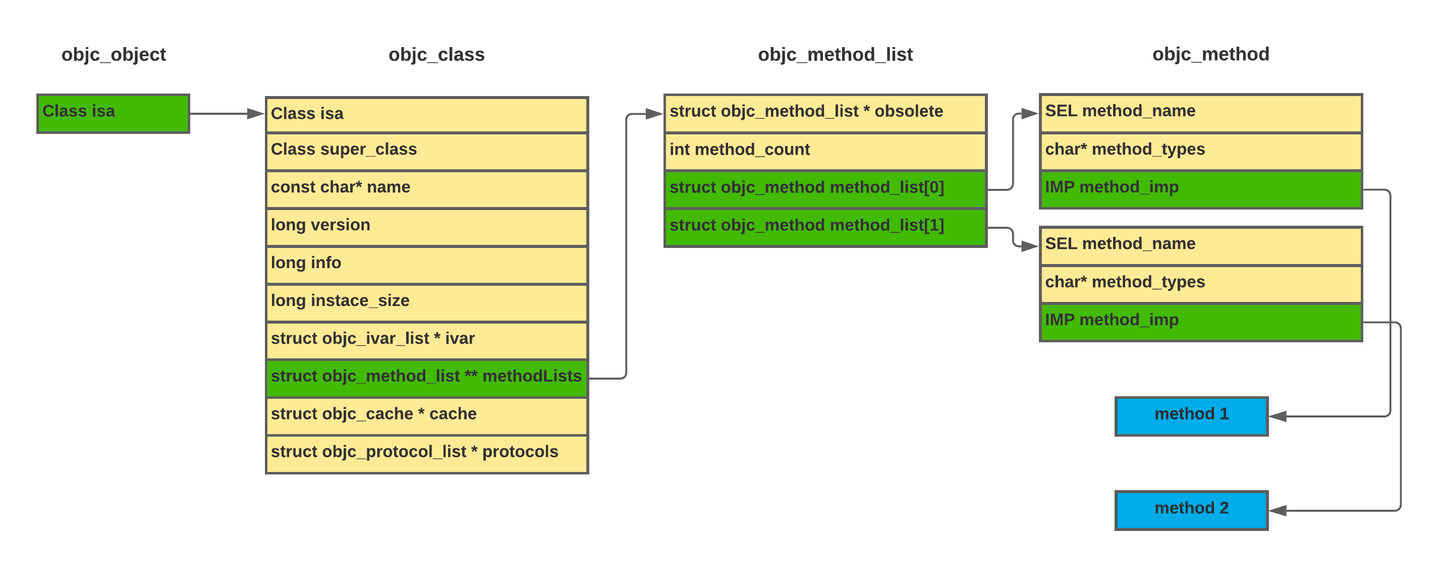 objc_object
Class isa
objc_class
Class isa
Class super_class
const char* name
long version
long info
long instace_size
struct objc_ivar_list * ivar
struct objc_method_list ** methodLists
struct objc_cache * cache
struct objc_protocol_list * protocols
objc_method_list
struct objc_method_list * obsolete
int method_count
struct objc_method method_list[0]
struct objc_method method_list[1]
objc_method
SEL method_name
char* method_types
IMP method_imp
SEL method_name
char* method_types
IMP method_imp
method 1
method 2